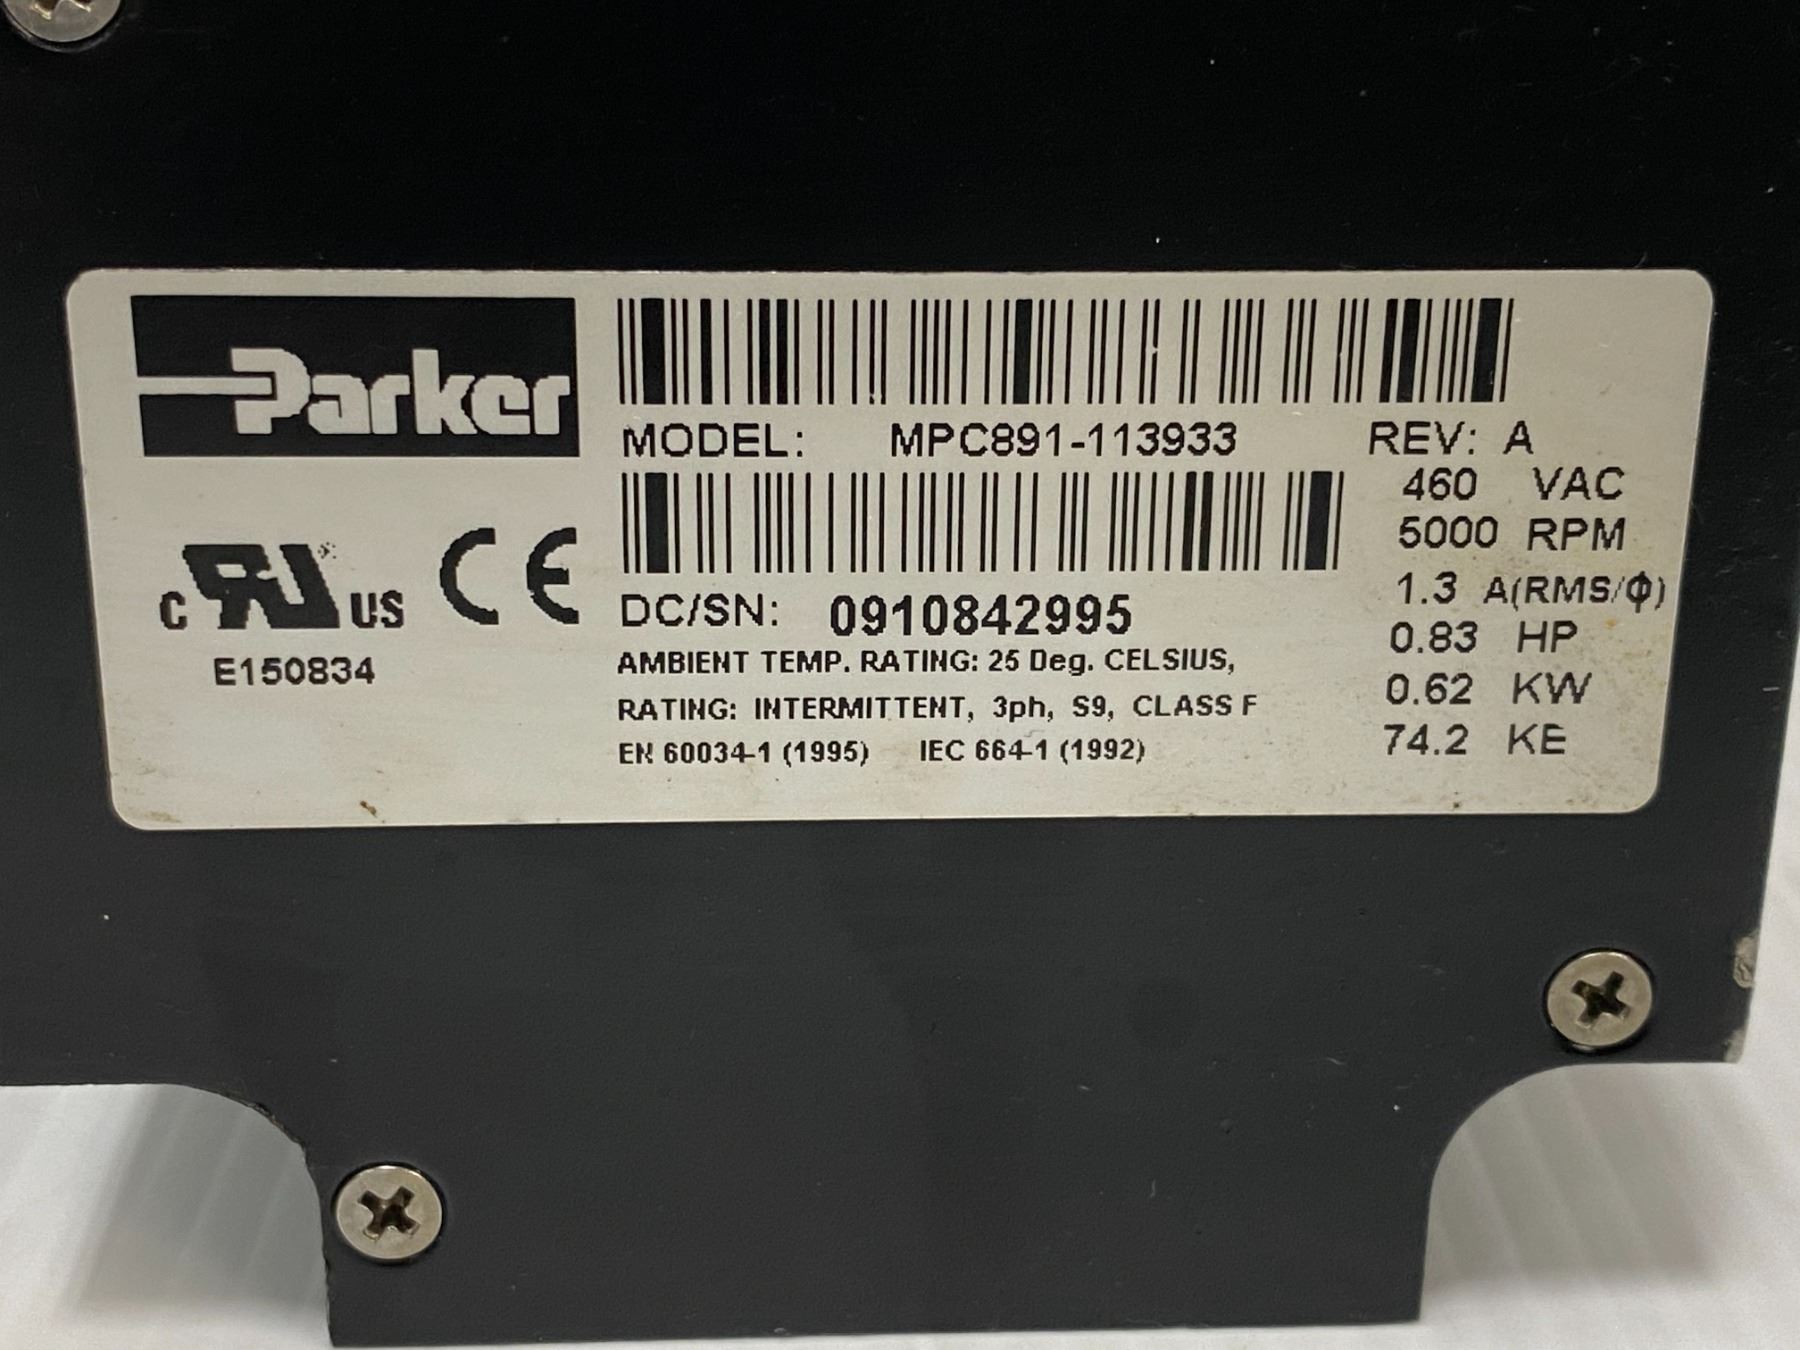 Parker
MODEL: MPC891-113933 REV: A
460 VAC
5000 RPM
1.3 A(RMS/Φ)
0.83 HP
0.62 KW
74.2 KE
DC/SN: 0910842995
AMBIENT TEMP. RATING: 25 Deg. CELSIUS,
RATING: INTERMITTENT, 3ph, S9, CLASS F
EN 60034-1 (1995) IEC 664-1 (1992)
C RU US CE
E150834